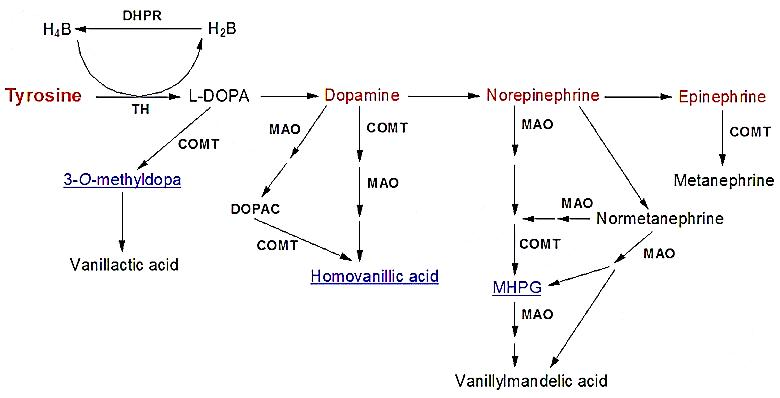 DHPR
H4B H2B
Tyrosine TH L-DOPA Dopamine Norepinephrine Epinephrine
COMT MAO COMT MAO COMT
3-O-methyldopa MAO Metanephrine
DOPAC MAO Normetanephrine
COMT COMT MAO
Vanillactic acid Homovanillic acid MHPG
MAO
Vanillylmandelic acid